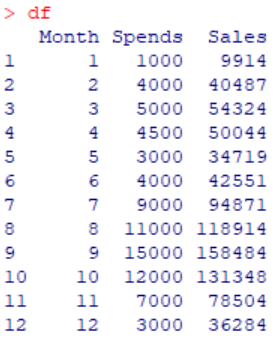 > df
   Month Spends  Sales
1      1   1000   9914
2      2   4000  40487
3      3   5000  54324
4      4   4500  50044
5      5   3000  34719
6      6   4000  42551
7      7   9000  94871
8      8  11000 118914
9      9  15000 158484
10    10  12000 131348
11    11   7000  78504
12    12   3000  36284